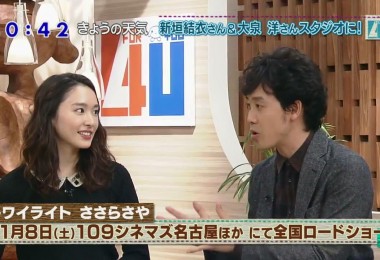 0:42 きょうの天気 新垣結衣さん&大泉 洋さんスタジオに!
FOR YOU
4U
ワイライト ささらさや
1月8日(土)109シネマズ名古屋ほか にて全国ロードショー